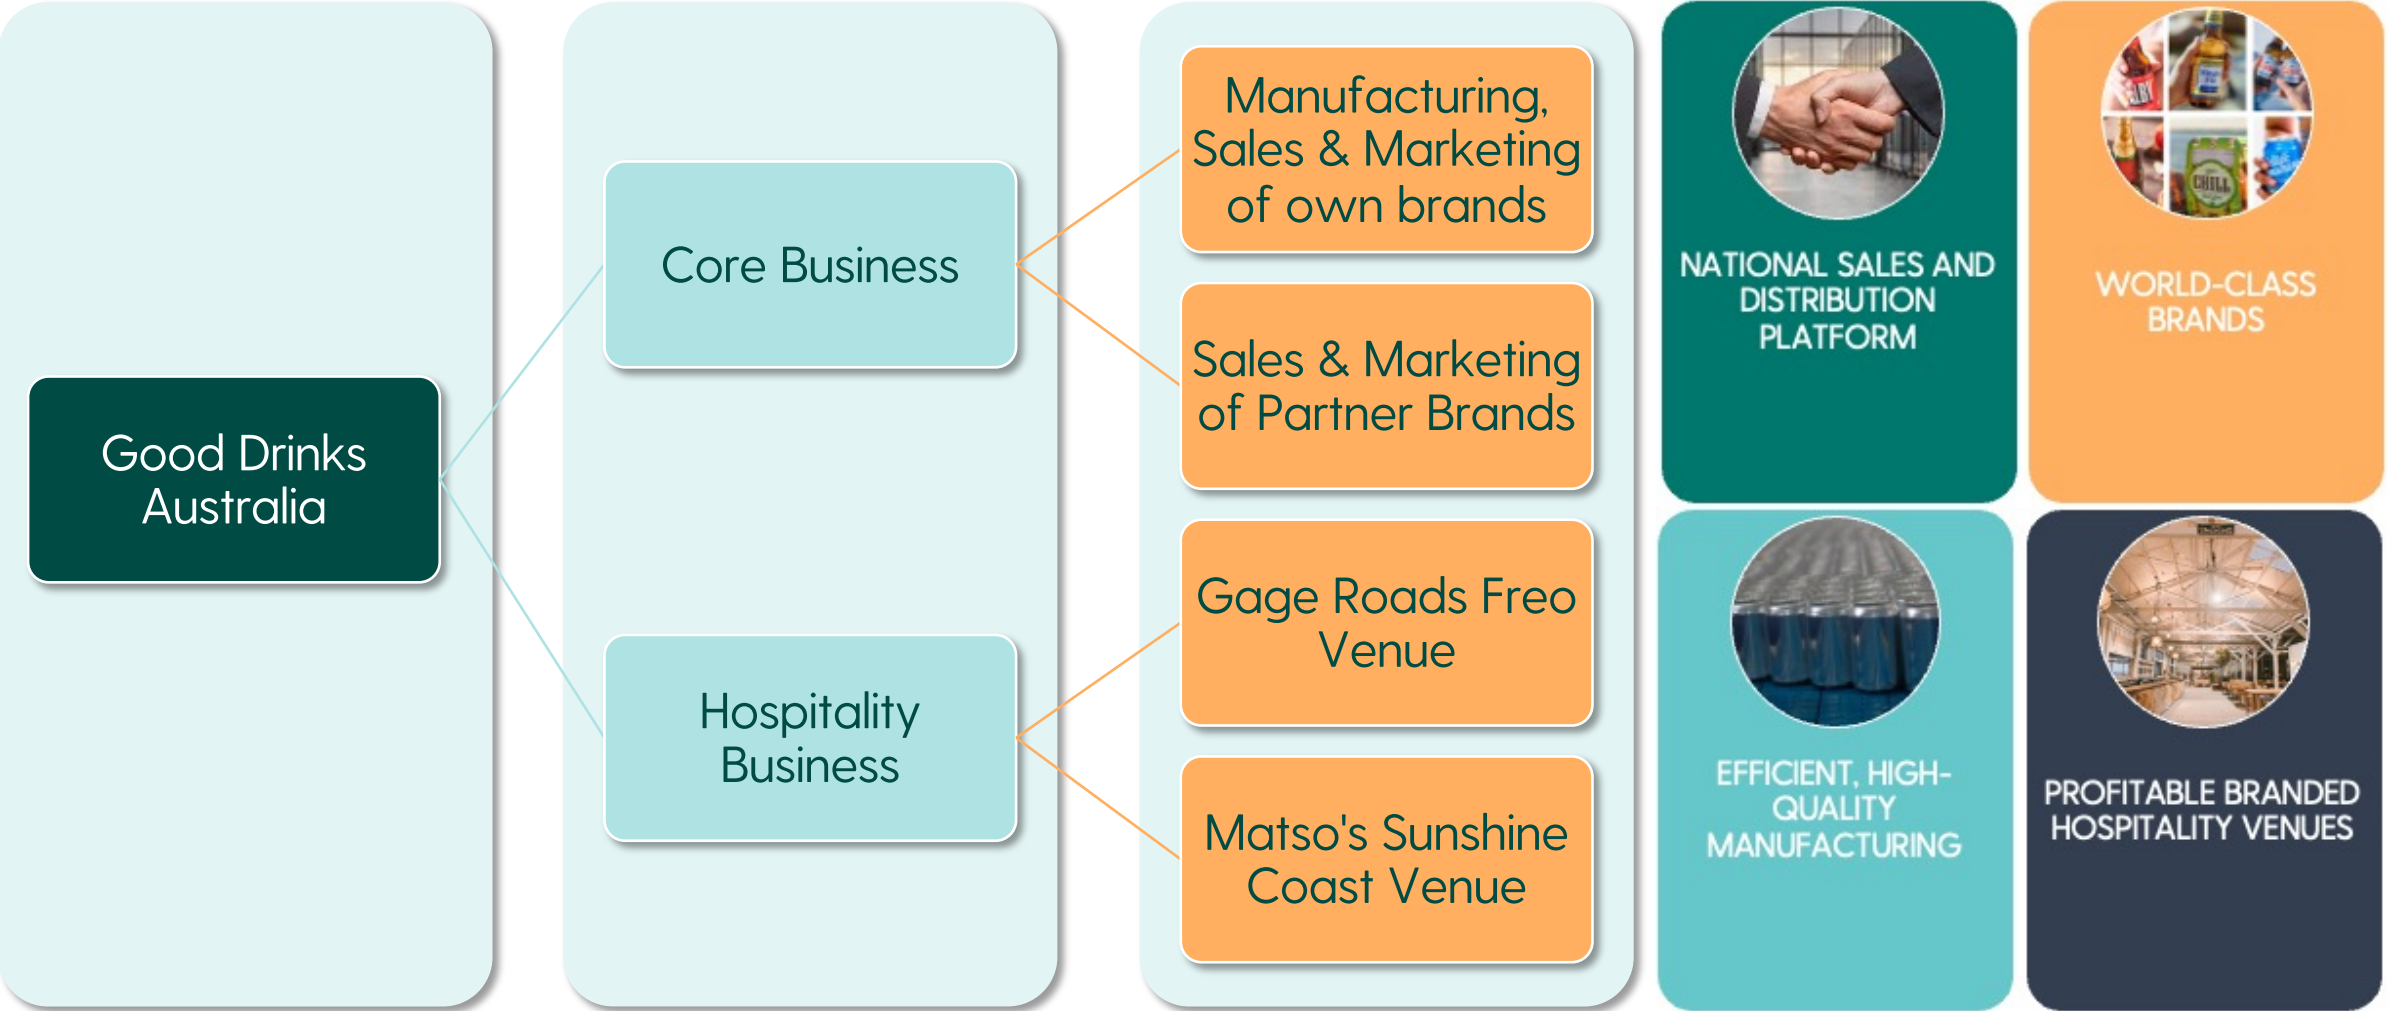 Good Drinks
Australia
Core Business
Hospitality
Business
Manufacturing,
Sales & Marketing
of own brands
Sales & Marketing
of Partner Brands
Gage Roads Freo
Venue
Matso's Sunshine
Coast Venue
NATIONAL SALES AND
DISTRIBUTION
PLATFORM
WORLD-CLASS
BRANDS
CHILL
EFFICIENT, HIGH-
QUALITY
MANUFACTURING
PROFITABLE BRANDED
HOSPITALITY VENUES